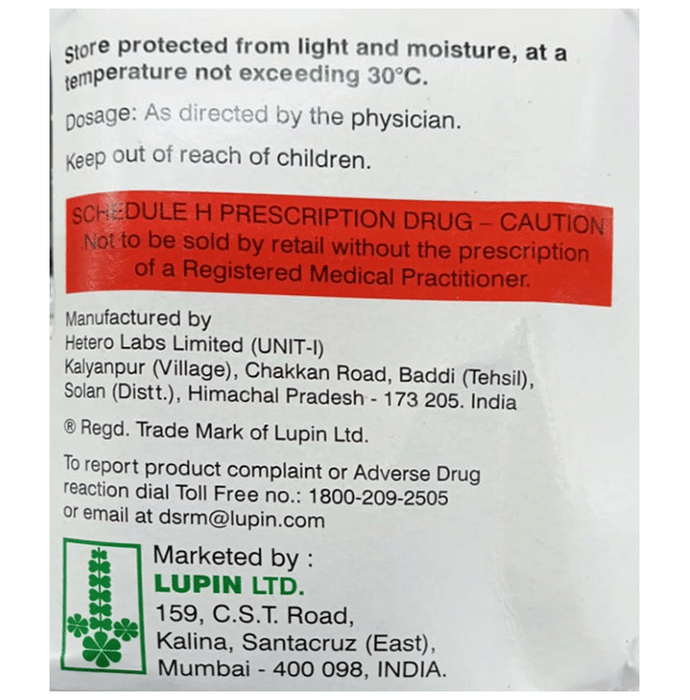 Store protected from light and moisture, at a
temperature not exceeding 30°C.
Dosage: As directed by the physician.
Keep out of reach of children.
SCHEDULE H PRESCRIPTION DRUG – CAUTION
Not to be sold by retail without the prescription
of a Registered Medical Practitioner.
Manufactured by
Hetero Labs Limited (UNIT-I)
Kalyanpur (Village), Chakkan Road, Baddi (Tehsil),
Solan (Distt.), Himachal Pradesh - 173 205. India
® Regd. Trade Mark of Lupin Ltd.
To report product complaint or Adverse Drug
reaction dial Toll Free no.: 1800-209-2505
or email at dsrm@lupin.com
Marketed by :
LUPIN LTD.
159, C.S.T. Road,
Kalina, Santacruz (East),
Mumbai - 400 098, INDIA.